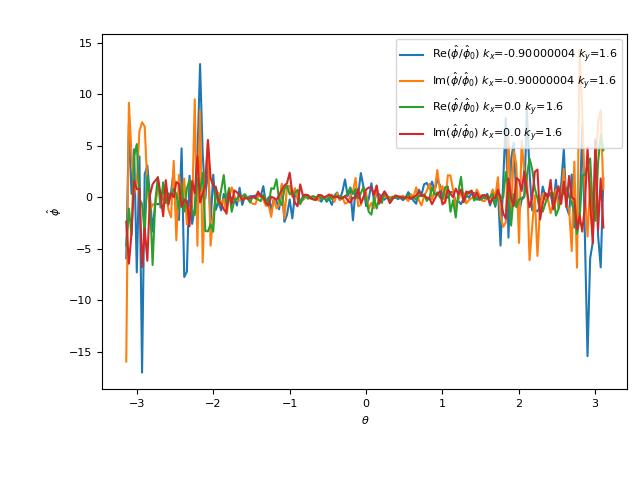 15
10
5
0
−5
−10
−15
−3
−2
−1
0
1
2
3
θ
ϕ̂
Re(ϕ̂/ϕ̂₀) kₓ=-0.90000004 k_y=1.6
Im(ϕ̂/ϕ̂₀) kₓ=-0.90000004 k_y=1.6
Re(ϕ̂/ϕ̂₀) kₓ=0.0 k_y=1.6
Im(ϕ̂/ϕ̂₀) kₓ=0.0 k_y=1.6